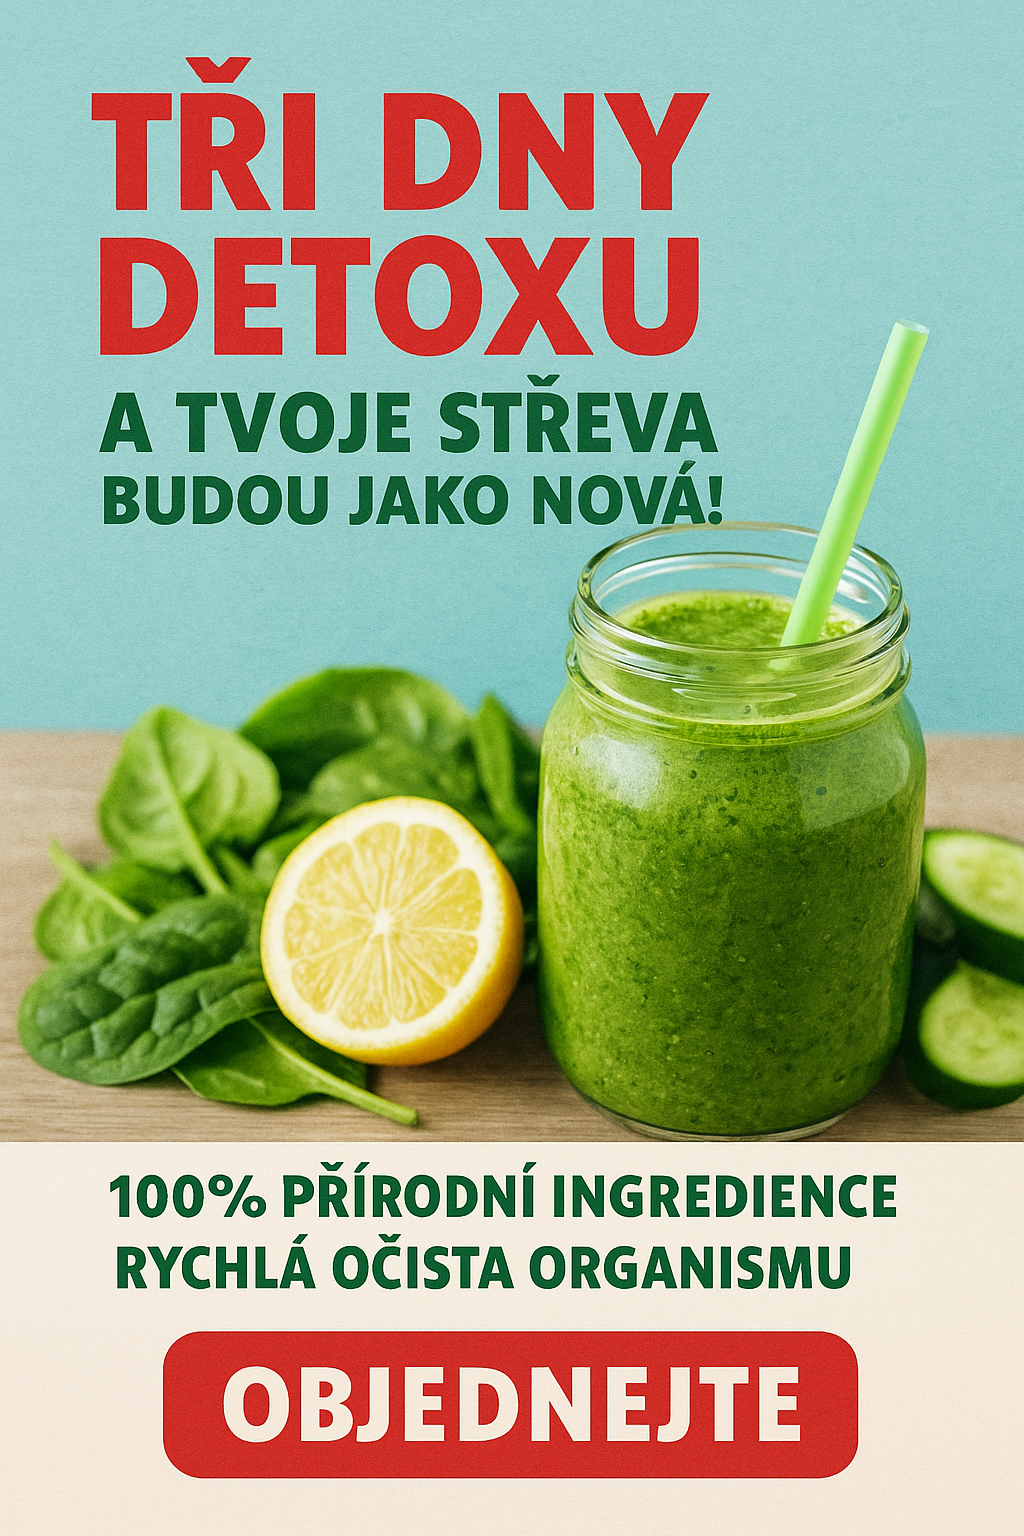 TŘI DNY
DETOXU
A TVOJE STŘEVA
BUDOU JAKO NOVÁ!
100% PŘÍRODNÍ INGREDIENCE
RYCHLÁ OČISTA ORGANISMU
OBJEDNEJTE